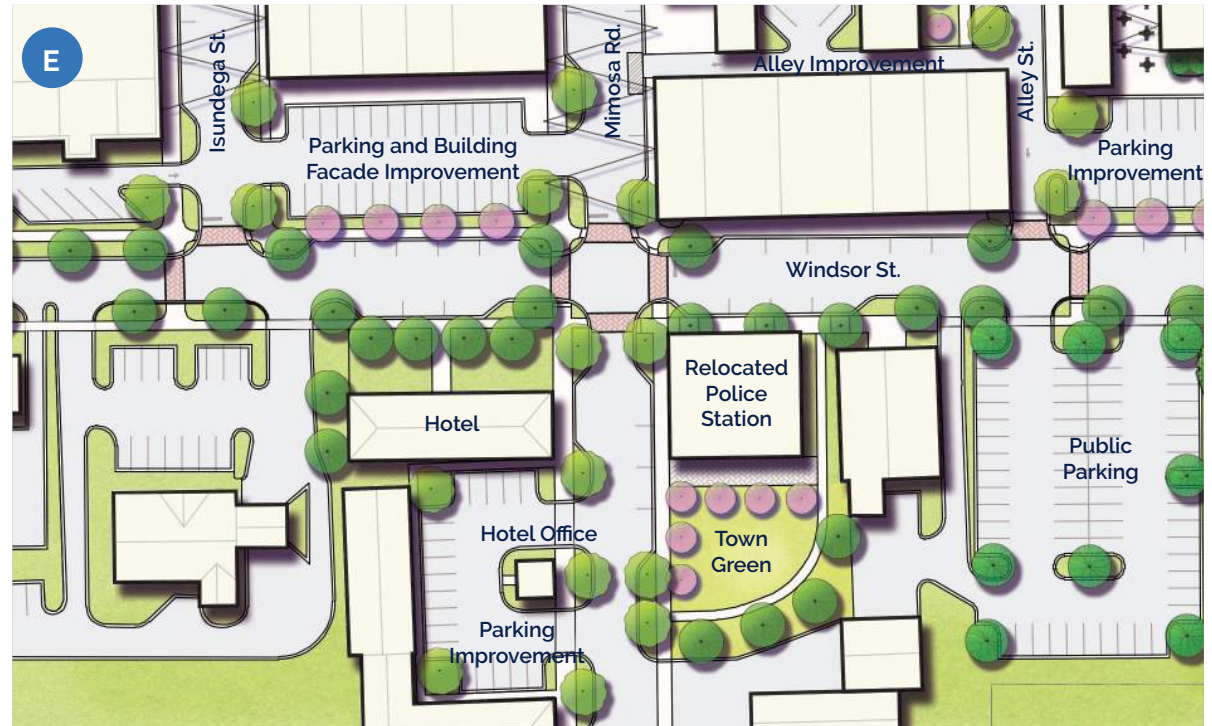 E
Isundega St.
Mimosa Rd.
Alley Improvement
Alley St.
Parking and Building
Facade Improvement
Parking
Improvement
Windsor St.
Relocated
Police
Station
Hotel
Public
Parking
Hotel Office
Town
Green
Parking
Improvement